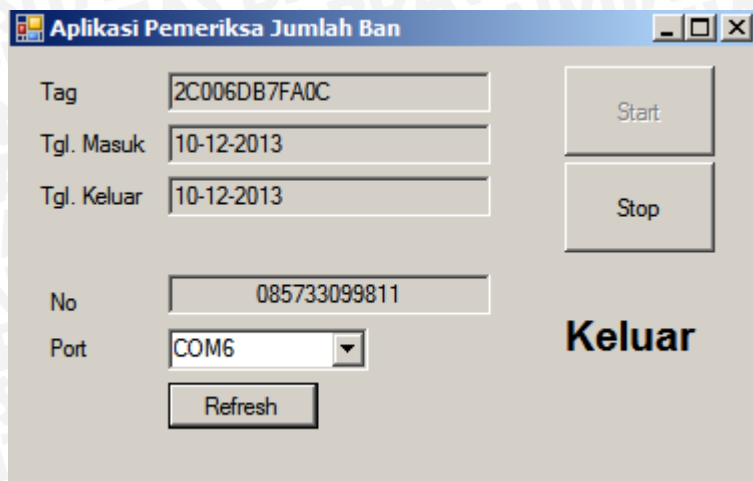 Aplikasi Pemeriksa Jumlah Ban
Tag 2C006DB7FA0C
Start
Tgl. Masuk 10-12-2013
Tgl. Keluar 10-12-2013
Stop
No 085733099811
Port COM6
Keluar
Refresh